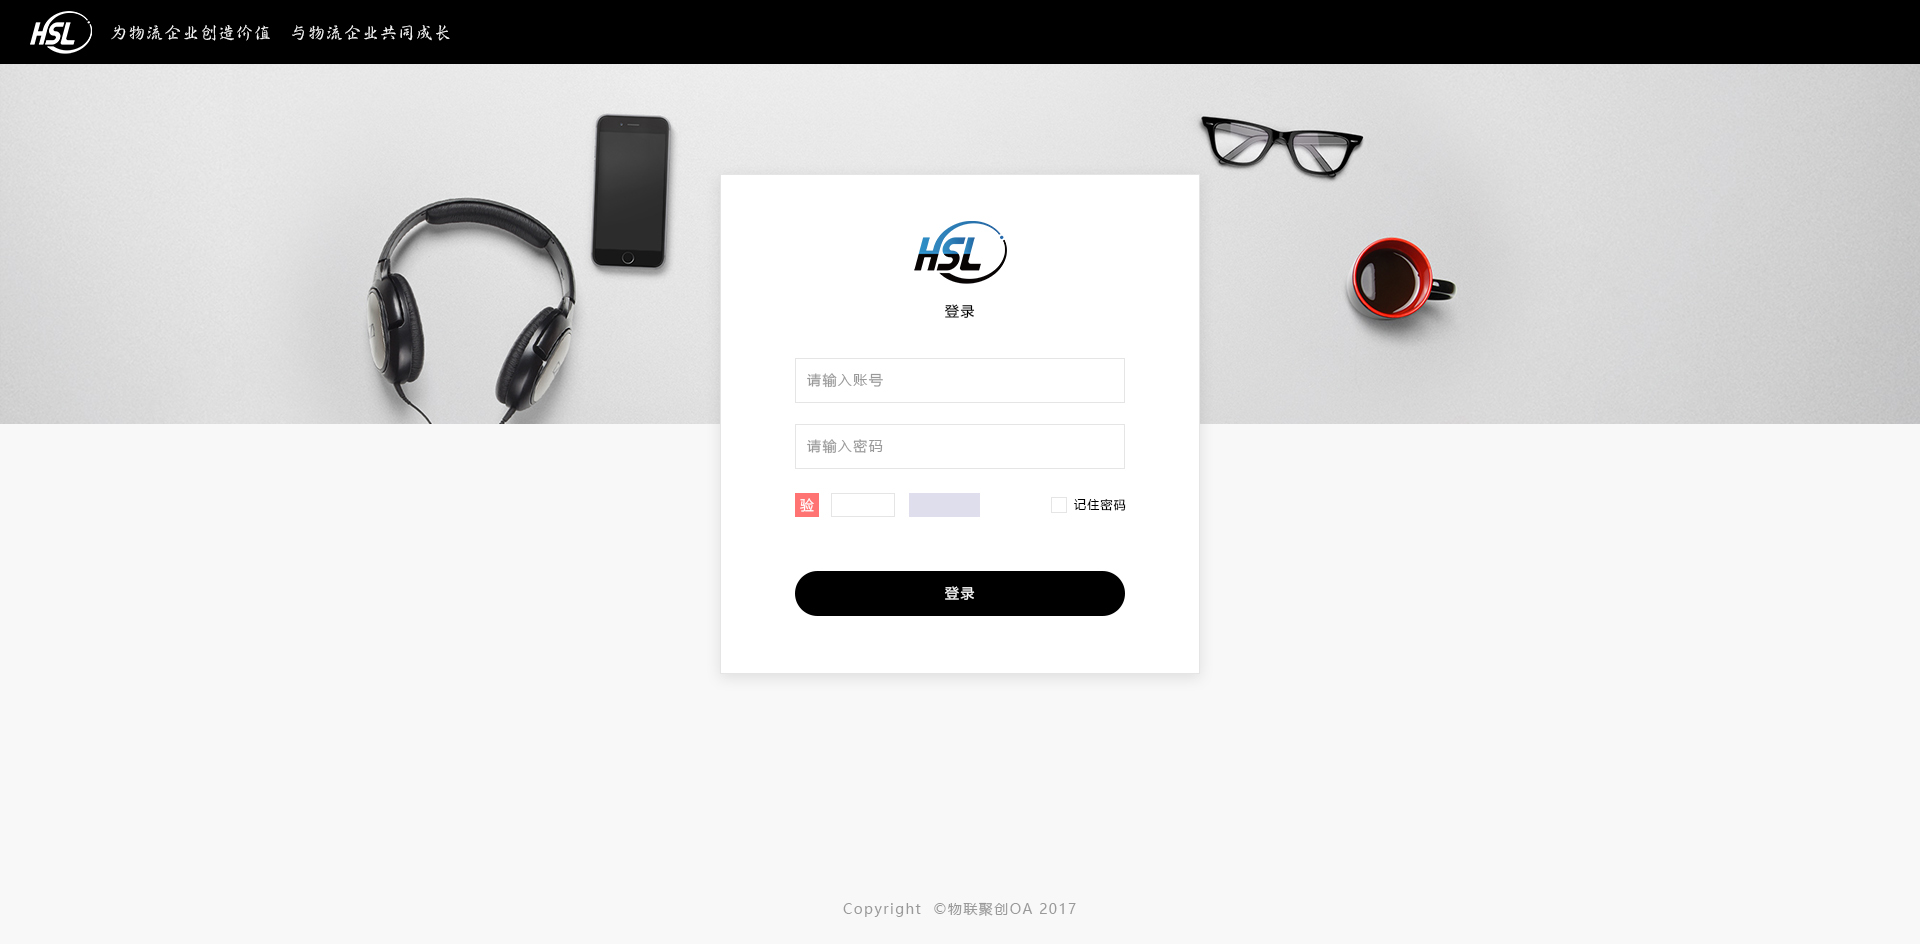 HSL 为物流企业创造价值 与物流企业共同成长
HSL
登录
请输入账号
请输入密码
验 记住密码
登录
Copyright ©物联聚创OA 2017